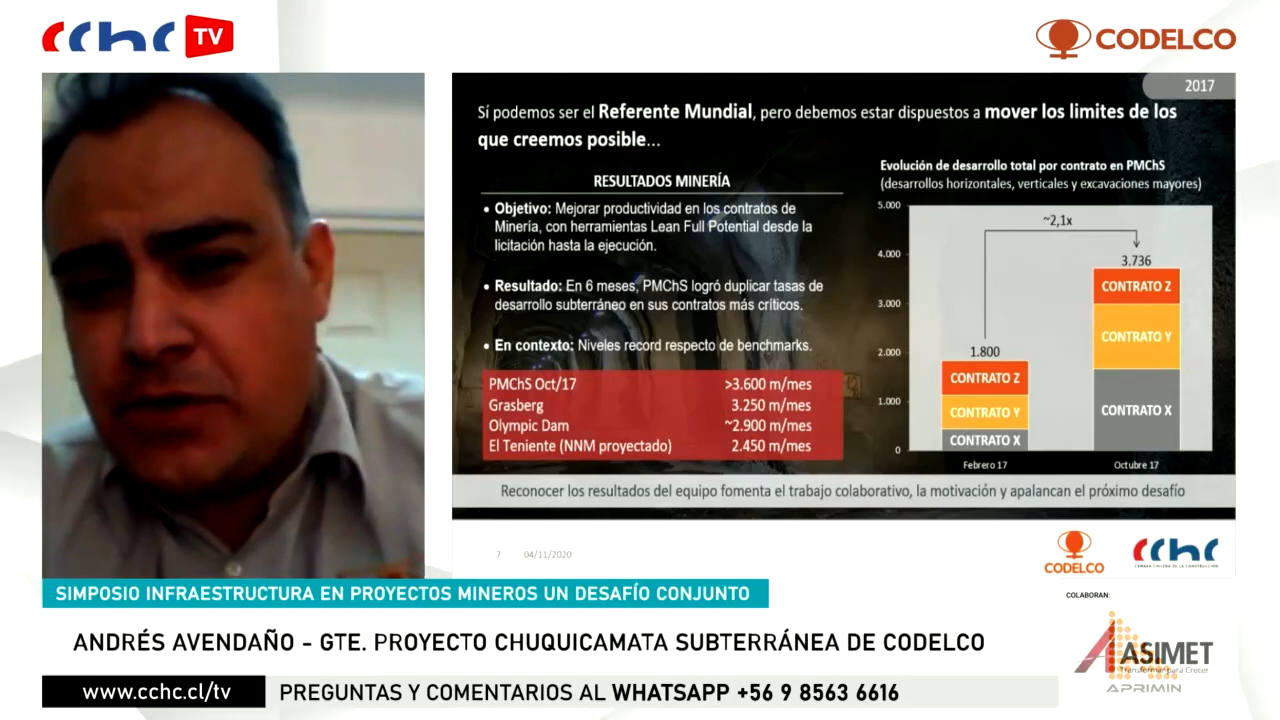 cchc TV
CODELCO
2017
Sí podemos ser el Referente Mundial, pero debemos estar dispuestos a mover los limites de los
que creemos posible...
RESULTADOS MINERÍA
• Objetivo: Mejorar productividad en los contratos de
Minería, con herramientas Lean Full Potential desde la
licitación hasta la ejecución.
• Resultado: En 6 meses, PMChS logró duplicar tasas de
desarrollo subterráneo en sus contratos más críticos.
• En contexto: Niveles record respecto de benchmarks.
PMChS Oct/17 >3.600 m/mes
Grasberg 3.250 m/mes
Olympic Dam ~2.900 m/mes
El Teniente (NNM proyectado) 2.450 m/mes
Evolución de desarrollo total por contrato en PMChS
(desarrollos horizontales, verticales y excavaciones mayores)
5.000
4.000
3.000
2.000
1.000
0
~2,1x
1.800
CONTRATO Z
CONTRATO Y
CONTRATO X
3.736
CONTRATO Z
CONTRATO Y
CONTRATO X
Febrero 17
Octubre 17
Reconocer los resultados del equipo fomenta el trabajo colaborativo, la motivación y apalancan el próximo desafío
7 04/11/2020
CODELCO
cchc
CÁMARA CHILENA DE LA CONSTRUCCIÓN
SIMPOSIO INFRAESTRUCTURA EN PROYECTOS MINEROS UN DESAFÍO CONJUNTO
COLABORAN:
ANDRÉS AVENDAÑO - GTE. PROYECTO CHUQUICAMATA SUBTERRÁNEA DE CODELCO
ASIMET
Transformar para Crecer
APRIMIN
www.cchc.cl/tv
PREGUNTAS Y COMENTARIOS AL WHATSAPP +56 9 8563 6616